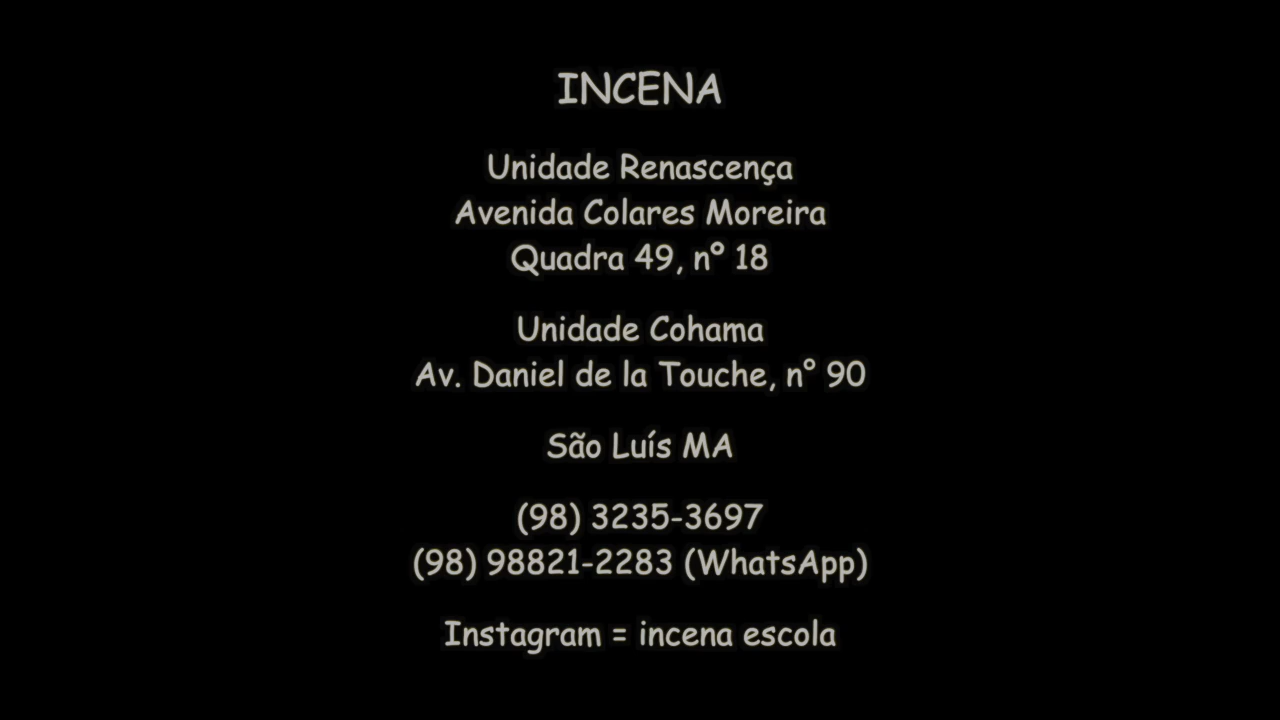 INCENA
Unidade Renascença
Avenida Colares Moreira
Quadra 49, nº 18
Unidade Cohama
Av. Daniel de la Touche, n° 90
São Luís MA
(98) 3235-3697
(98) 98821-2283 (WhatsApp)
Instagram = incena escola